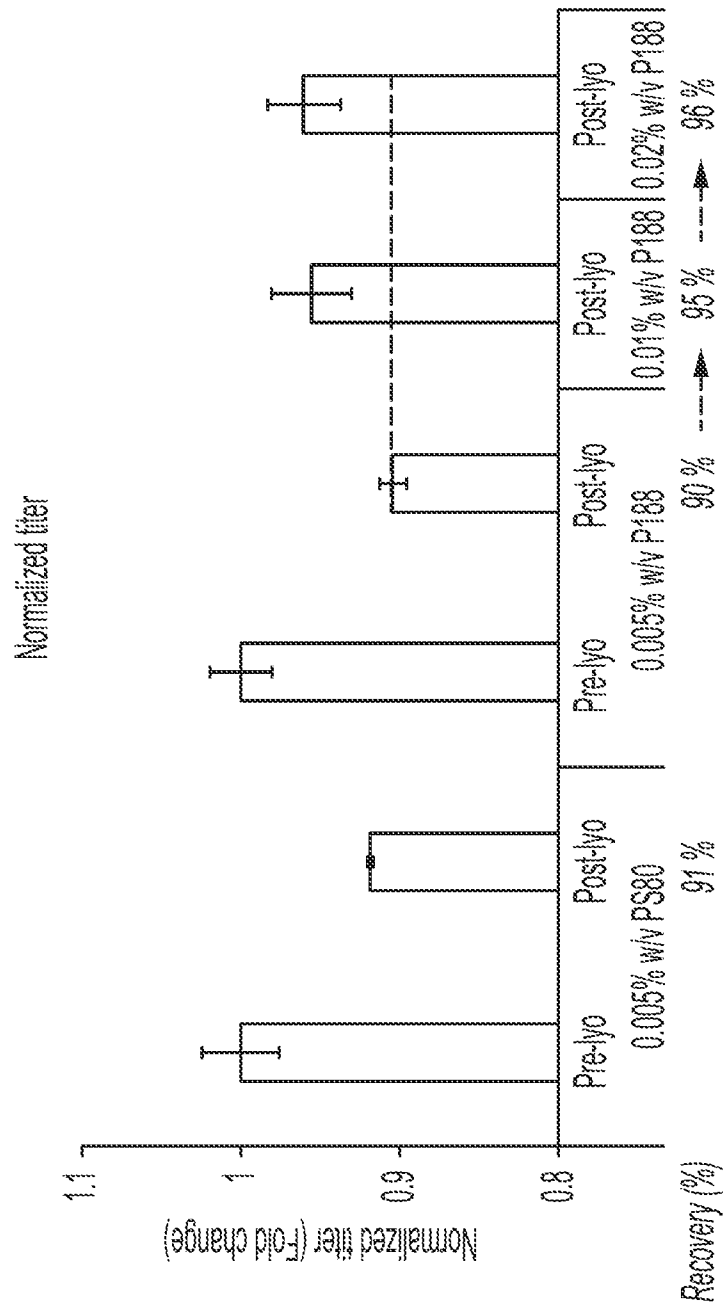 Normalized titer
Normalized titer (Fold change)
1.1
1
0.9
0.8
Pre-lyo Post-lyo Pre-lyo Post-lyo Post-lyo Post-lyo
0.005% w/v PS80 0.005% w/v P188 0.01% w/v P188 0.02% w/v P188
Recovery (%) 91 % 90 % 95 % 96 %